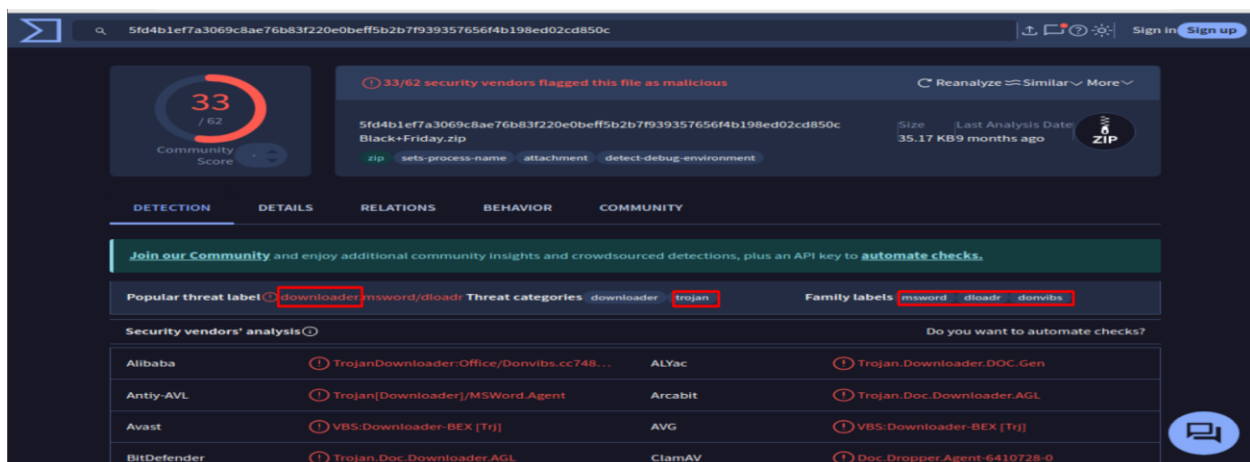 5fd4b1ef7a3069c8ae76b83f220e0beff5b2b7f939357656f4b198ed02cd850c
Sign in Sign up
33
/ 62
Community
Score
33/62 security vendors flagged this file as malicious
Reanalyze Similar More
5fd4b1ef7a3069c8ae76b83f220e0beff5b2b7f939357656f4b198ed02cd850c
Black+Friday.zip
zip sets-process-name attachment detect-debug-environment
Size Last Analysis Date
35.17 KB 9 months ago
ZIP
DETECTION DETAILS RELATIONS BEHAVIOR COMMUNITY
Join our Community and enjoy additional community insights and crowdsourced detections, plus an API key to automate checks.
Popular threat label downloader.msword/dloadr Threat categories downloader trojan Family labels msword dloadr donvibs
Security vendors' analysis Do you want to automate checks?
Alibaba TrojanDownloader:Office/Donvibs.cc748... ALYac Trojan.Downloader.DOC.Gen
Antiy-AVL Trojan[Downloader]/MSWord.Agent Arcabit Trojan.Doc.Downloader.AGL
Avast VBS:Downloader-BEX [Trj] AVG VBS:Downloader-BEX [Trj]
BitDefender Trojan.Doc.Downloader.AGL ClamAV Doc.Dropper.Agent-6410728-0